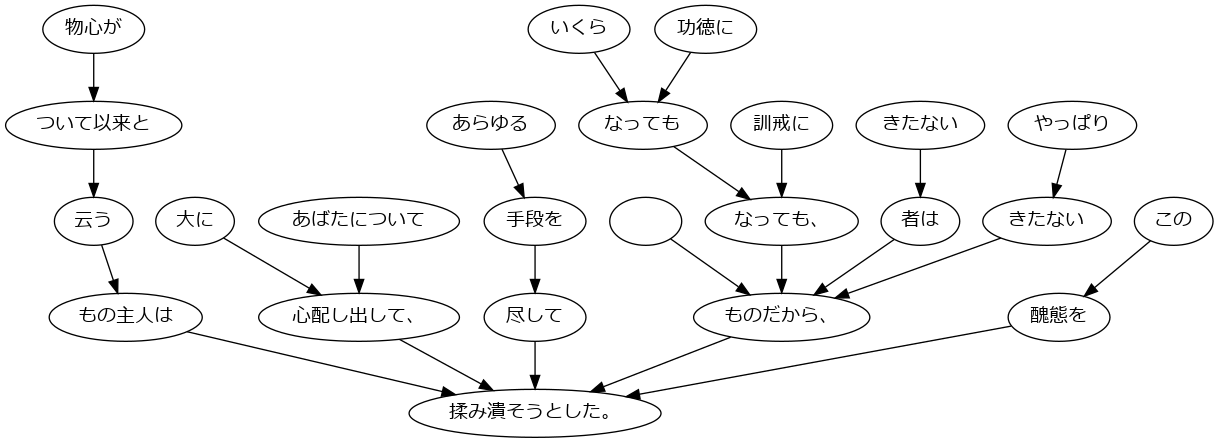 物心が いくら 功徳に
ついて以来と あらゆる なっても 訓戒に きたない やっぱり
云う 大に あばたについて 手段を なっても、 者は きたない この
もの主人は 心配し出して、 尽して ものだから、 醜態を
揉み潰そうとした。